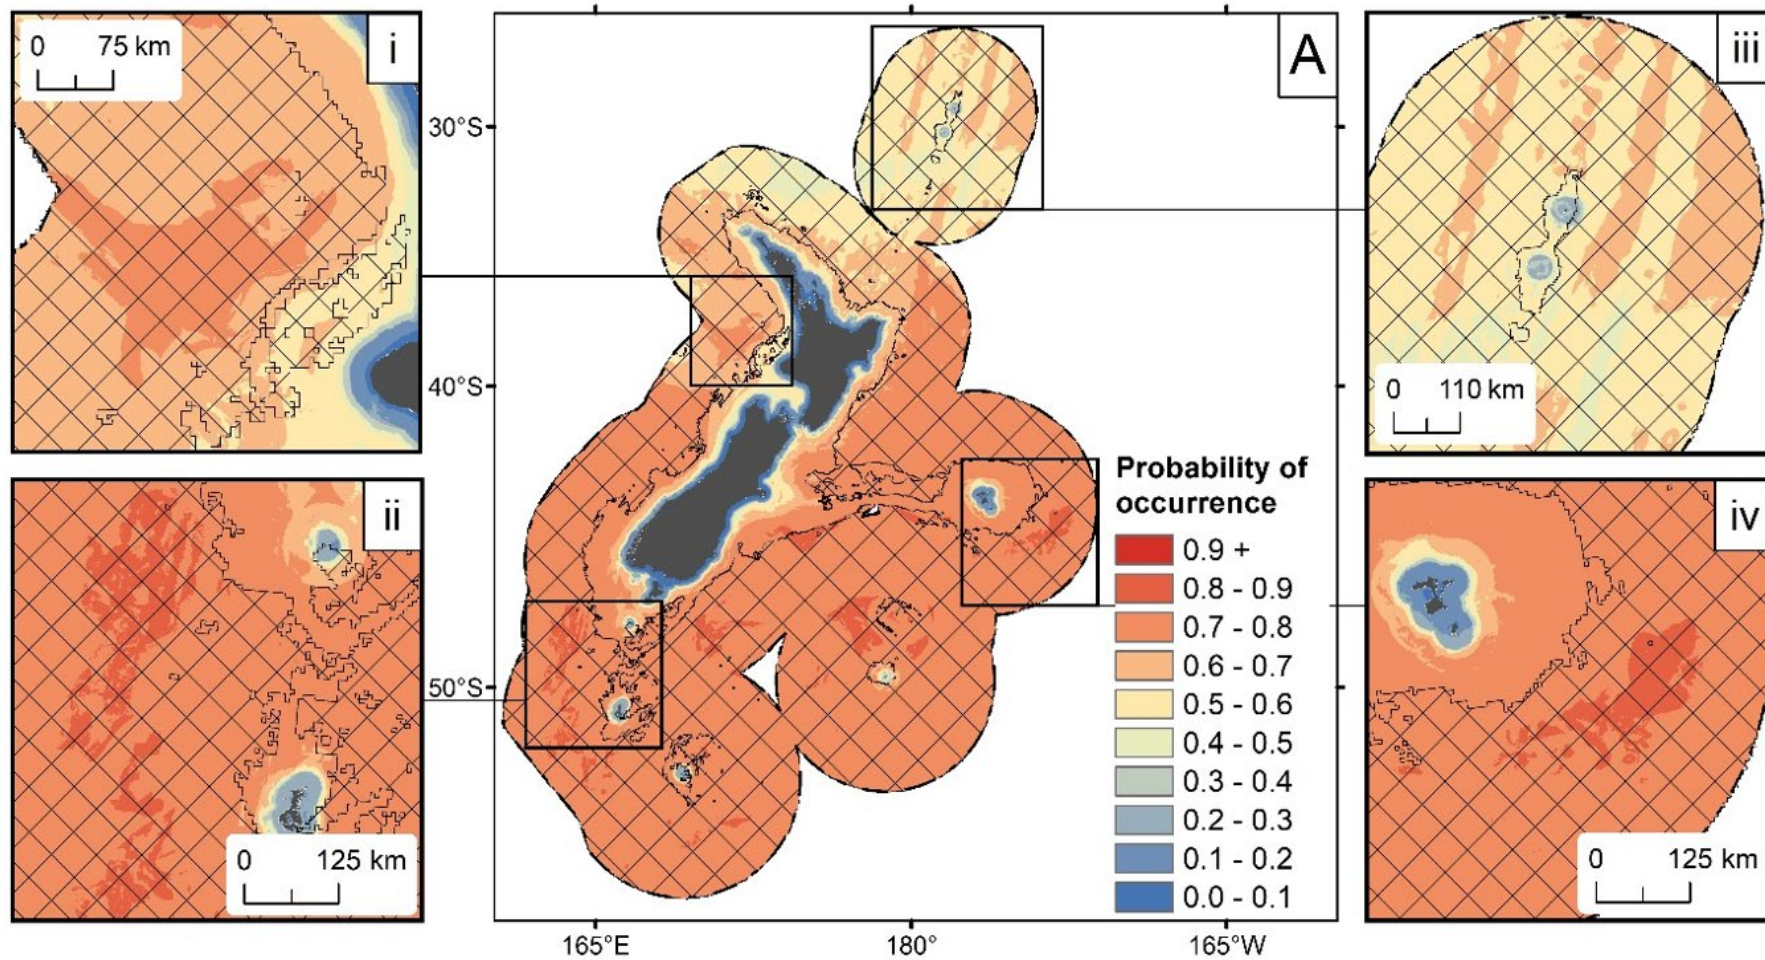 0 75 km
i
A
iii
30°S
40°S
50°S
ii
0 125 km
0 110 km
iv
0 125 km
Probability of
occurrence
0.9 +
0.8 - 0.9
0.7 - 0.8
0.6 - 0.7
0.5 - 0.6
0.4 - 0.5
0.3 - 0.4
0.2 - 0.3
0.1 - 0.2
0.0 - 0.1
165°E
180°
165°W